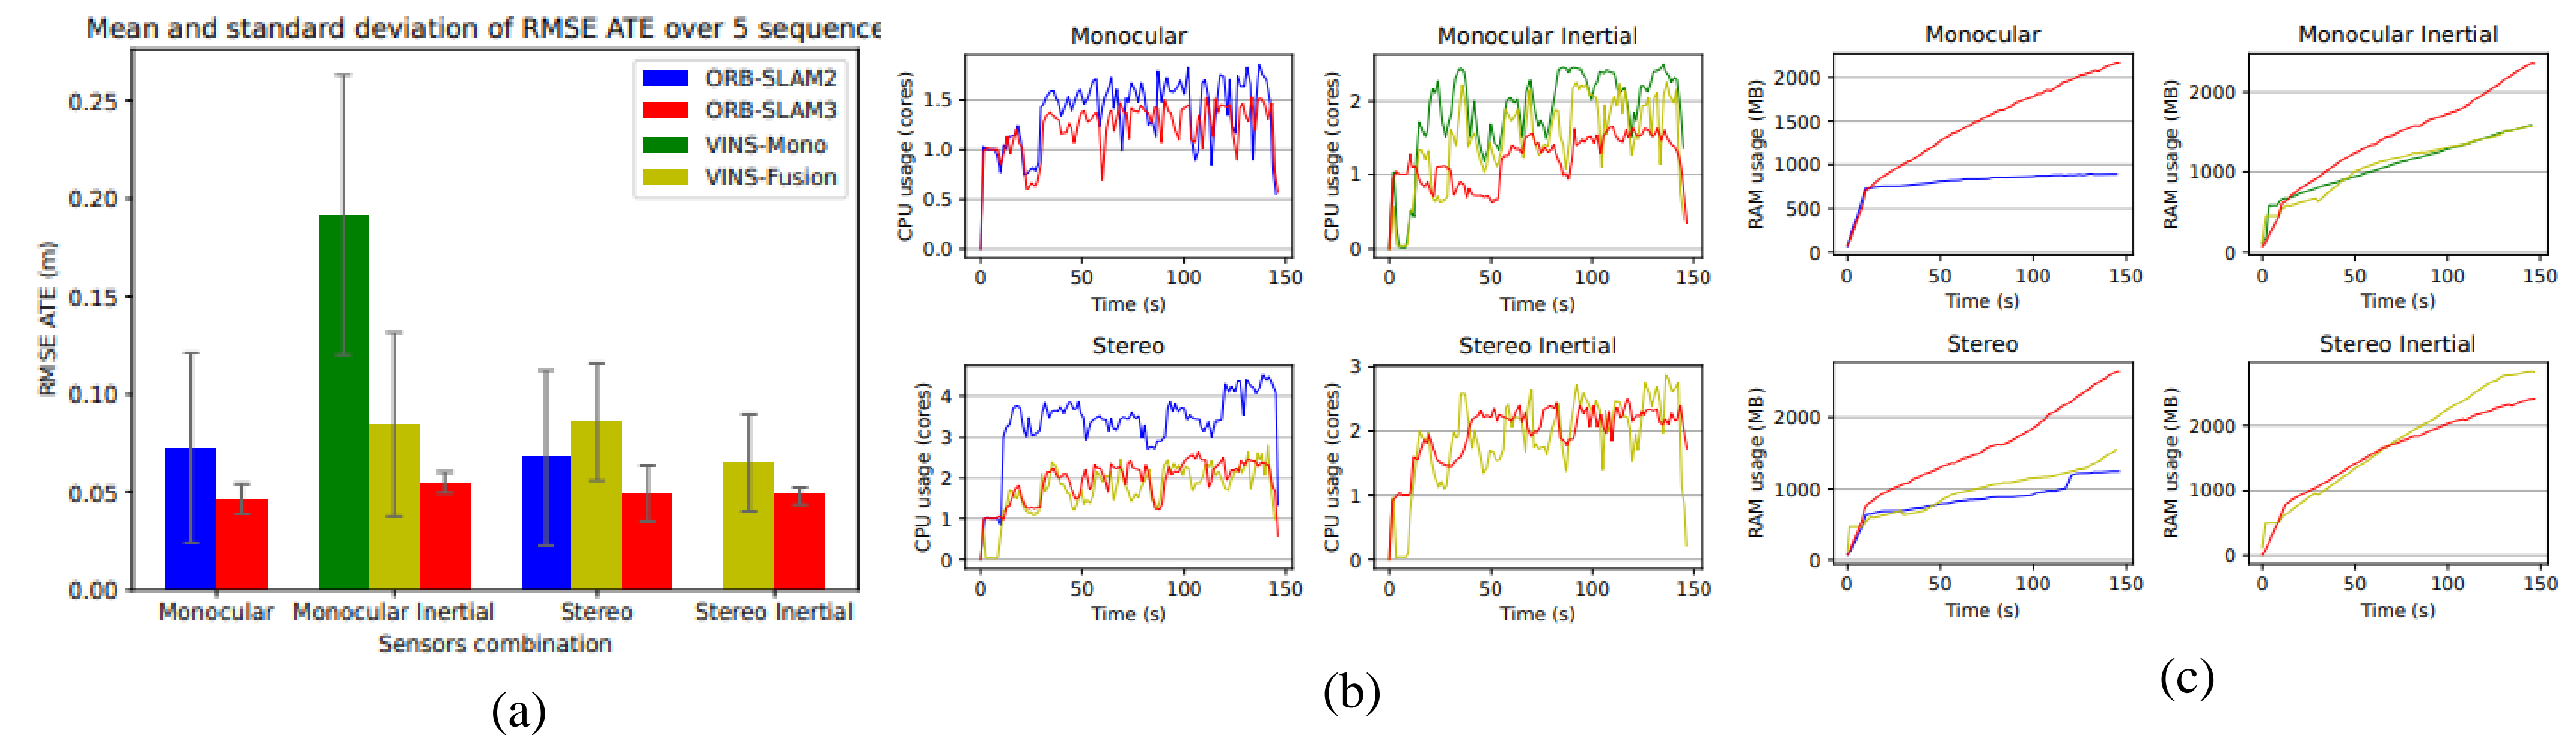 Mean and standard deviation of RMSE ATE over 5 sequence
RMSE ATE (m)
0.25
0.20
0.15
0.10
0.05
0.00
ORB-SLAM2
ORB-SLAM3
VINS-Mono
VINS-Fusion
Monocular Monocular Inertial Stereo Stereo Inertial
Sensors combination
(a)
Monocular
CPU usage (cores)
1.5
1.0
0.5
0.0
0 50 100 150
Time (s)
Monocular Inertial
CPU usage (cores)
2
1
0
0 50 100 150
Time (s)
Stereo
CPU usage (cores)
4
3
2
1
0
0 50 100 150
Time (s)
Stereo Inertial
CPU usage (cores)
3
2
1
0
0 50 100 150
Time (s)
(b)
Monocular
RAM usage (MB)
2000
1500
1000
500
0
0 50 100 150
Time (s)
Monocular Inertial
RAM usage (MB)
2000
1000
0
0 50 100 150
Time (s)
Stereo
RAM usage (MB)
2000
1000
0
0 50 100 150
Time (s)
Stereo Inertial
RAM usage (MB)
2000
1000
0
0 50 100 150
Time (s)
(c)